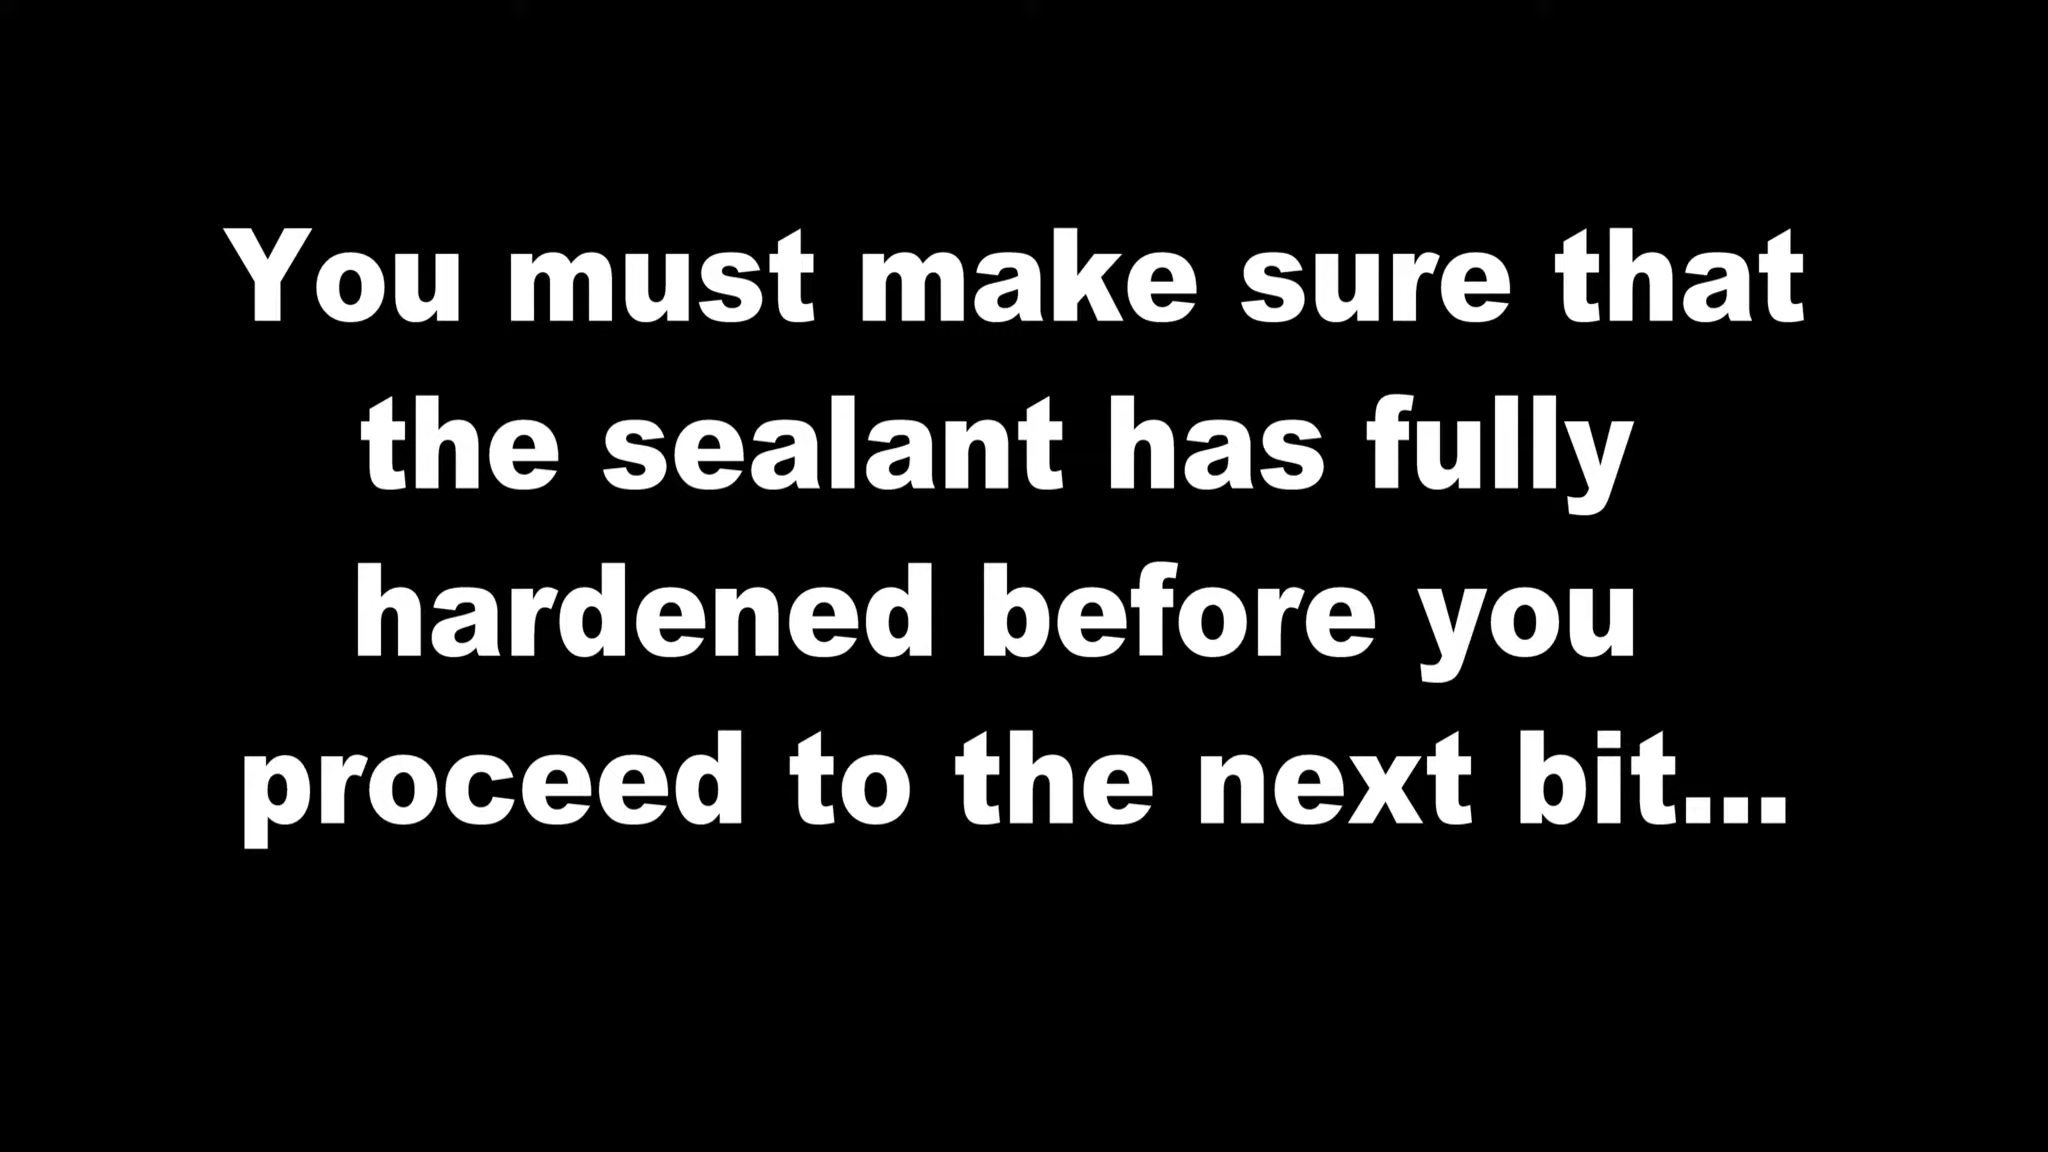 You must make sure that
the sealant has fully
hardened before you
proceed to the next bit...